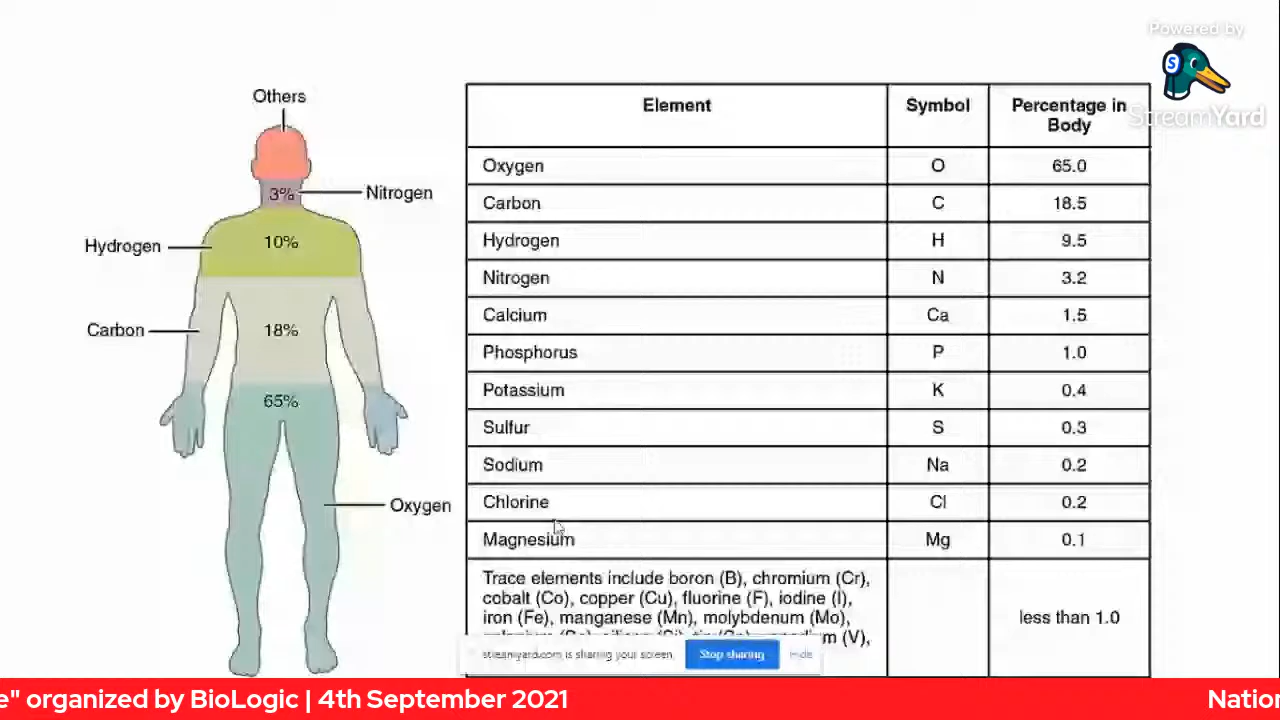 Powered by
S
StreamYard
Others
3%
Nitrogen
Hydrogen
10%
Carbon
18%
65%
Oxygen
Element Symbol Percentage in
Body
Oxygen O 65.0
Carbon C 18.5
Hydrogen H 9.5
Nitrogen N 3.2
Calcium Ca 1.5
Phosphorus P 1.0
Potassium K 0.4
Sulfur S 0.3
Sodium Na 0.2
Chlorine Cl 0.2
Magnesium Mg 0.1
Trace elements include boron (B), chromium (Cr),
cobalt (Co), copper (Cu), fluorine (F), iodine (I),
iron (Fe), manganese (Mn), molybdenum (Mo),
(V),
less than 1.0
streamyard.com is sharing your screen.
Stop sharing
Hide
e" organized by BioLogic | 4th September 2021
Nation